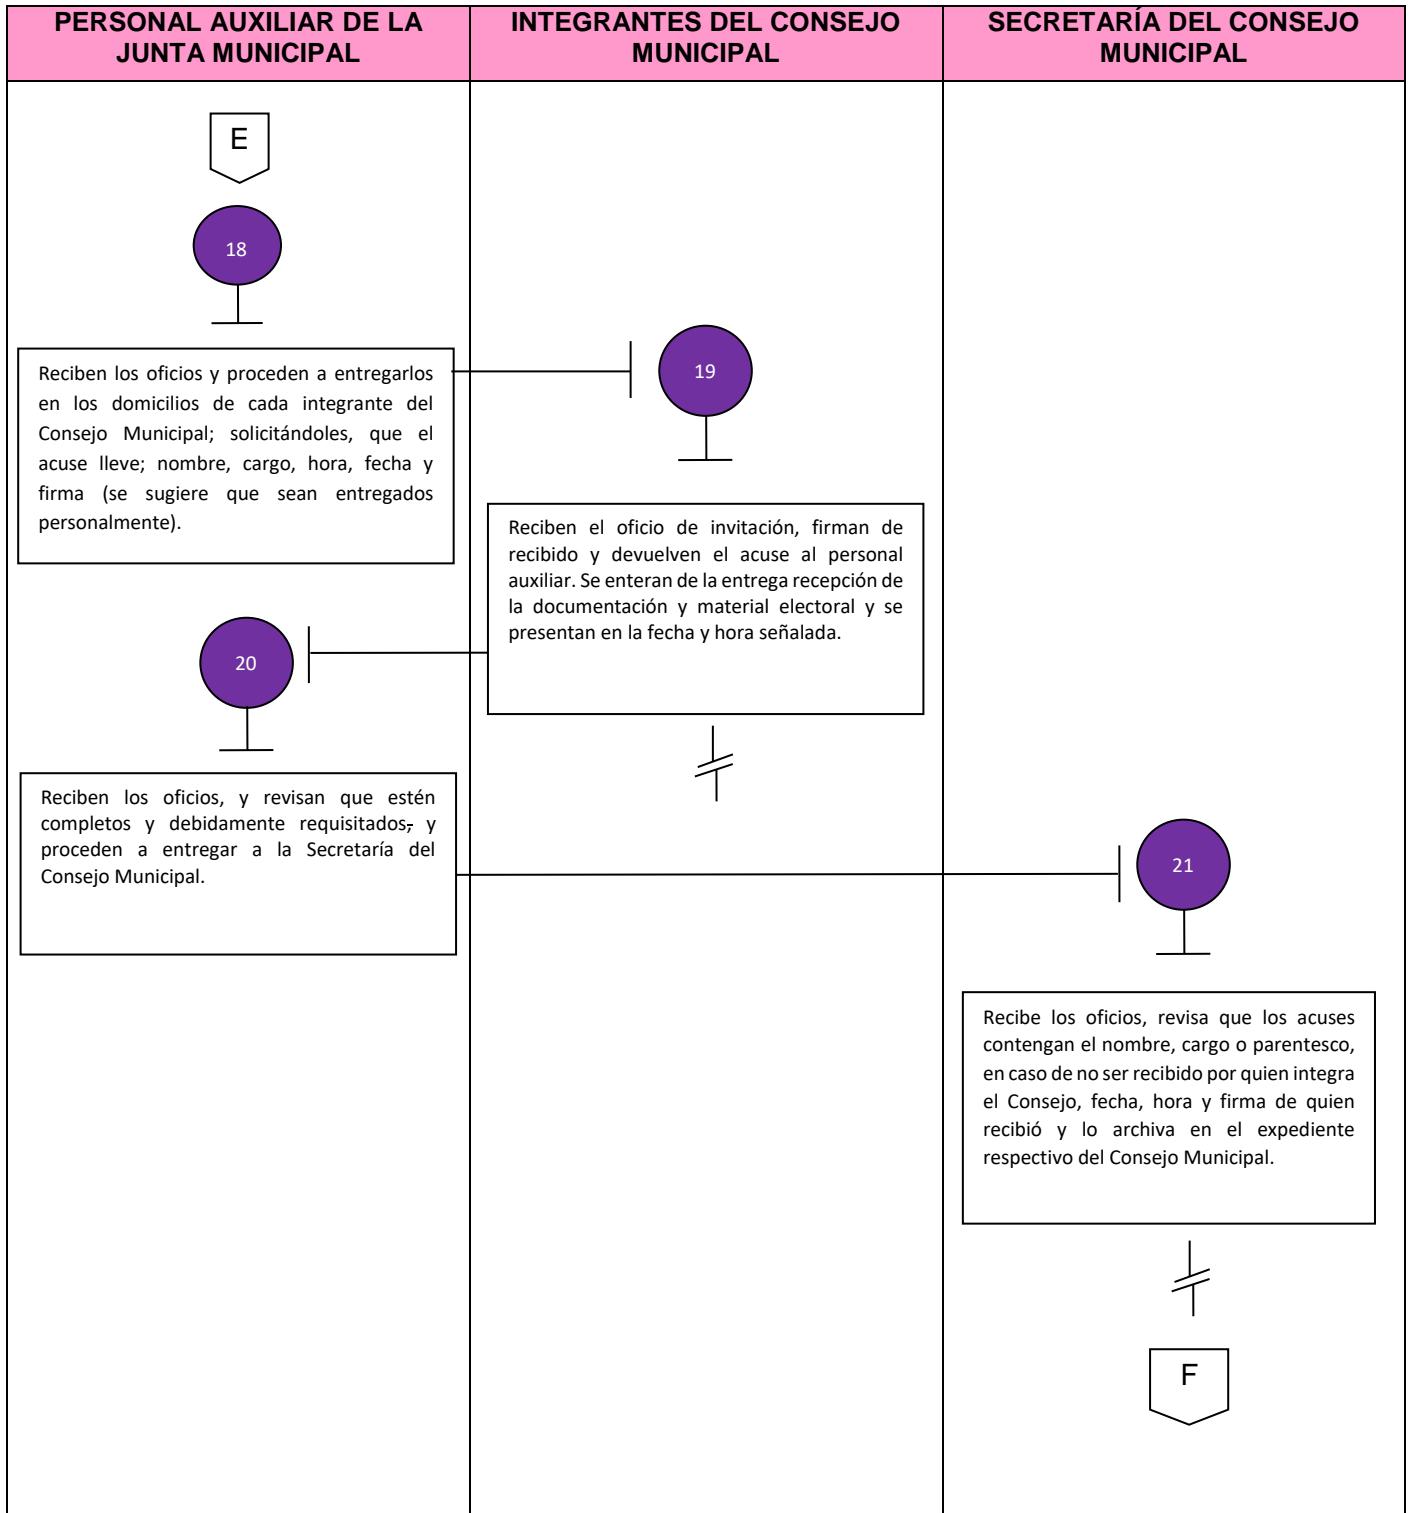 PERSONAL AUXILIAR DE LA
JUNTA MUNICIPAL
INTEGRANTES DEL CONSEJO
MUNICIPAL
SECRETARÍA DEL CONSEJO
MUNICIPAL
E
18
Reciben los oficios y proceden a entregarlos
en los domicilios de cada integrante del
Consejo Municipal; solicitándoles, que el
acuse lleve; nombre, cargo, hora, fecha y
firma (se sugiere que sean entregados
personalmente).
19
Reciben el oficio de invitación, firman de
recibido y devuelven el acuse al personal
auxiliar. Se enteran de la entrega recepción de
la documentación y material electoral y se
presentan en la fecha y hora señalada.
20
Reciben los oficios, y revisan que estén
completos y debidamente requisitados, y
proceden a entregar a la Secretaría del
Consejo Municipal.
21
Recibe los oficios, revisa que los acuses
contengan el nombre, cargo o parentesco,
en caso de no ser recibido por quien integra
el Consejo, fecha, hora y firma de quien
recibió y lo archiva en el expediente
respectivo del Consejo Municipal.
F